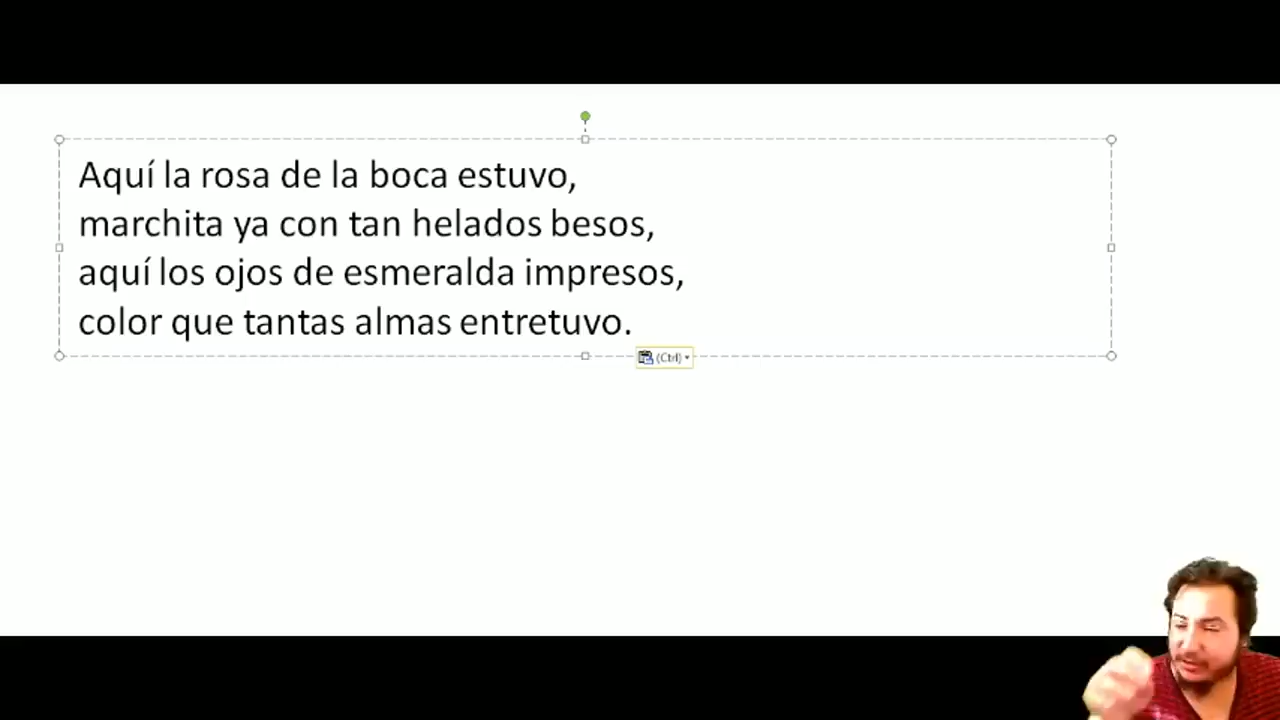 Aquí la rosa de la boca estuvo,
marchita ya con tan helados besos,
aquí los ojos de esmeralda impresos,
color que tantas almas entretuvo.
(Ctrl)